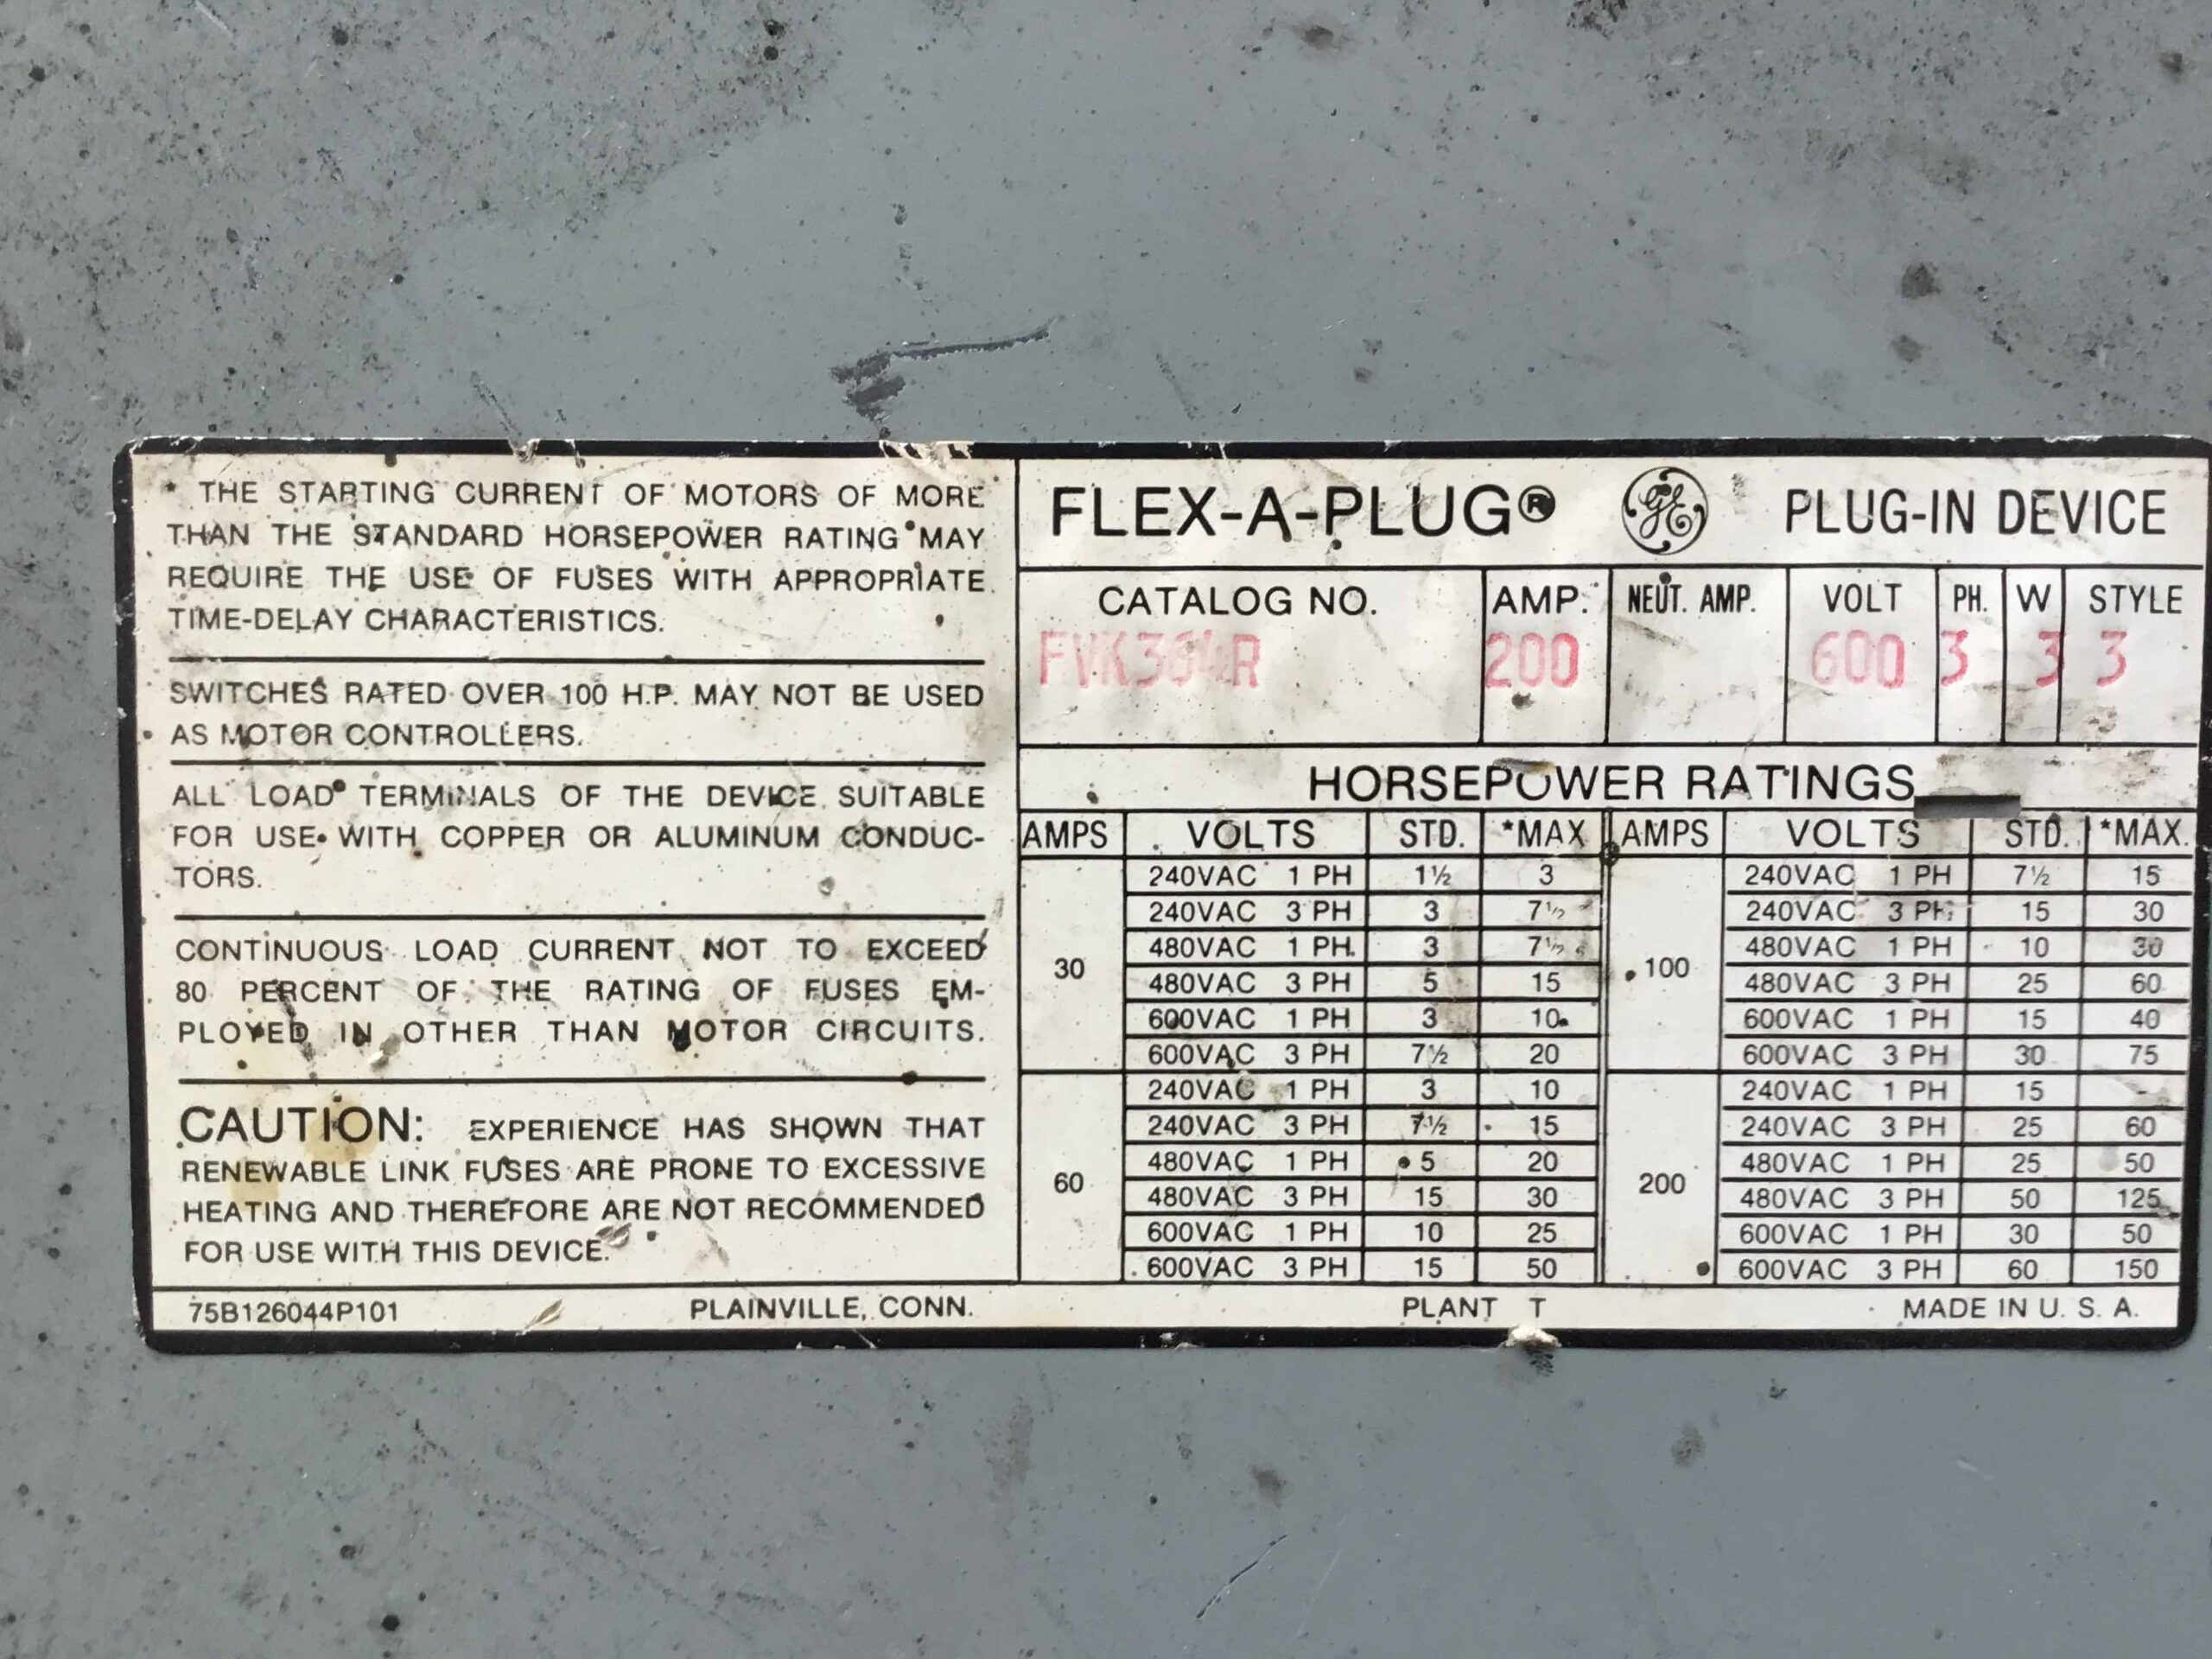 * THE STARTING CURRENT OF MOTORS OF MORE
THAN THE STANDARD HORSEPOWER RATING MAY
REQUIRE THE USE OF FUSES WITH APPROPRIATE
TIME-DELAY CHARACTERISTICS.
SWITCHES RATED OVER 100 H.P. MAY NOT BE USED
AS MOTOR CONTROLLERS.
ALL LOAD TERMINALS OF THE DEVICE SUITABLE
FOR USE WITH COPPER OR ALUMINUM CONDUC-
TORS.
CONTINUOUS LOAD CURRENT NOT TO EXCEED
80 PERCENT OF THE RATING OF FUSES EM-
PLOYED IN OTHER THAN MOTOR CIRCUITS.
CAUTION: EXPERIENCE HAS SHOWN THAT
RENEWABLE LINK FUSES ARE PRONE TO EXCESSIVE
HEATING AND THEREFORE ARE NOT RECOMMENDED
FOR USE WITH THIS DEVICE.
FLEX-A-PLUG® GE PLUG-IN DEVICE
CATALOG NO. AMP. NEUT. AMP. VOLT PH. W STYLE
FVK364R 200 600 3 3 3
HORSEPOWER RATINGS
AMPS VOLTS STD. *MAX AMPS VOLTS STD. *MAX.
240VAC 1 PH 1½ 3 240VAC 1 PH 7½ 15
240VAC 3 PH 3 7½ 240VAC 3 PH 15 30
480VAC 1 PH. 3 7½ 480VAC 1 PH 10 30
30 480VAC 3 PH 5 15 100 480VAC 3 PH 25 60
600VAC 1 PH 3 10 600VAC 1 PH 15 40
600VAC 3 PH 7½ 20 600VAC 3 PH 30 75
240VAC 1 PH 3 10 240VAC 1 PH 15 -
240VAC 3 PH 7½ 15 240VAC 3 PH 25 60
480VAC 1 PH 5 20 480VAC 1 PH 25 50
60 480VAC 3 PH 15 30 200 480VAC 3 PH 50 125
600VAC 1 PH 10 25 600VAC 1 PH 30 50
600VAC 3 PH 15 50 600VAC 3 PH 60 150
75B126044P101 PLAINVILLE, CONN. PLANT T MADE IN U. S. A.